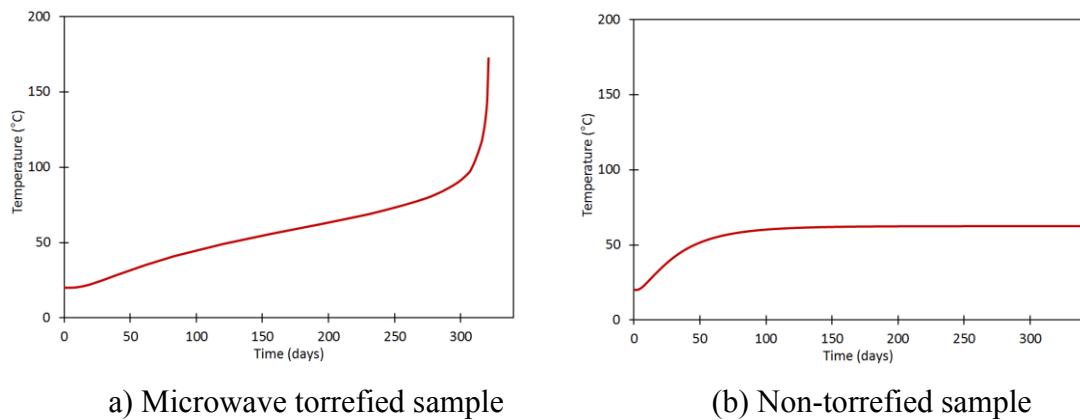 200
150
100
50
0
Temperature (°C)
0 50 100 150 200 250 300
Time (days)
a) Microwave torrefied sample
200
150
100
50
0
Temperature (°C)
0 50 100 150 200 250 300
Time (days)
(b) Non-torrefied sample